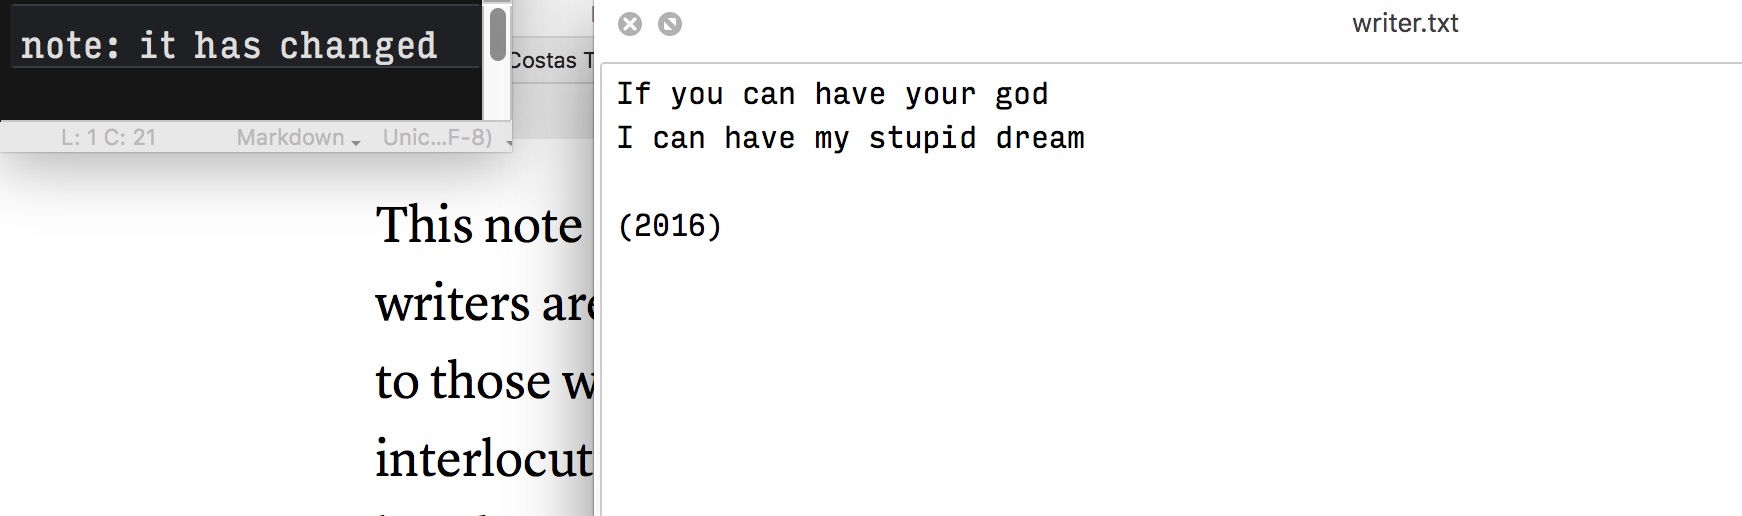 note: it has changed
L: 1 C: 21 Markdown Unic...F-8)
Costas T
This note
writers are
to those w
interlocut
writer.txt
If you can have your god
I can have my stupid dream
(2016)